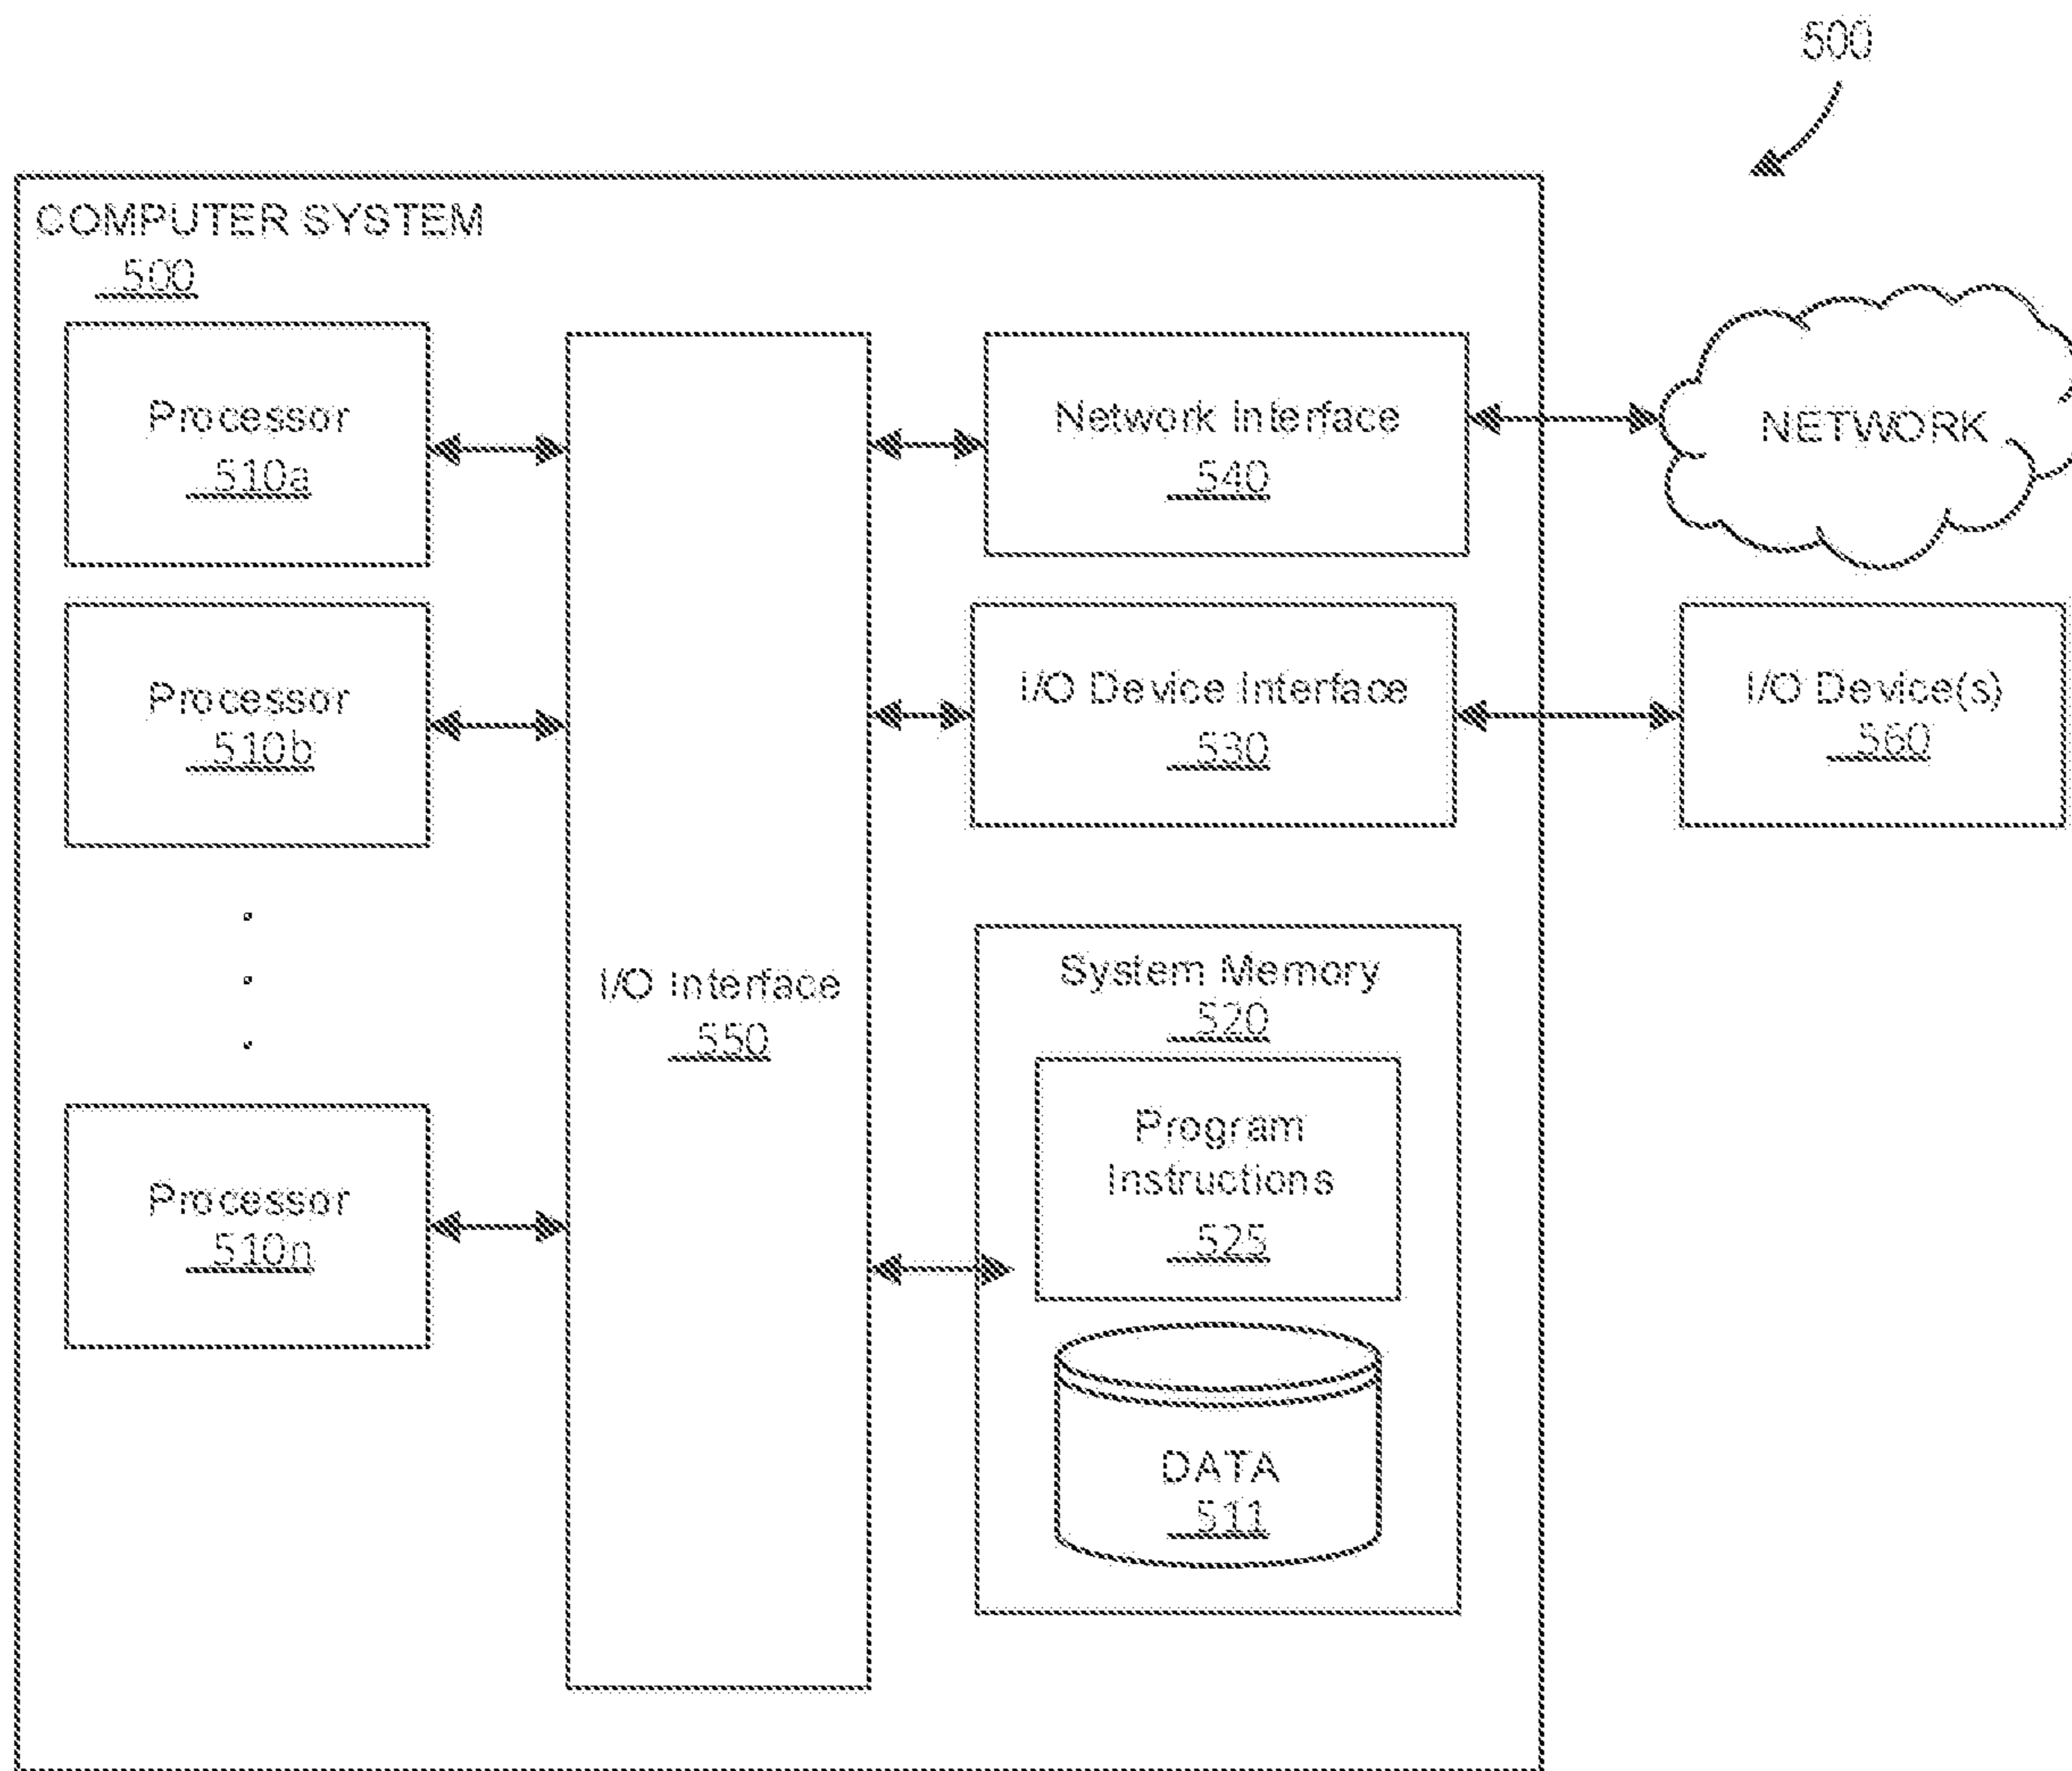 500
COMPUTER SYSTEM
500
Processor
510a
Processor
510b
.
.
.
Processor
510n
I/O Interface
550
Network Interface
540
I/O Device Interface
530
System Memory
520
Program
Instructions
525
DATA
511
NETWORK
I/O Device(s)
560